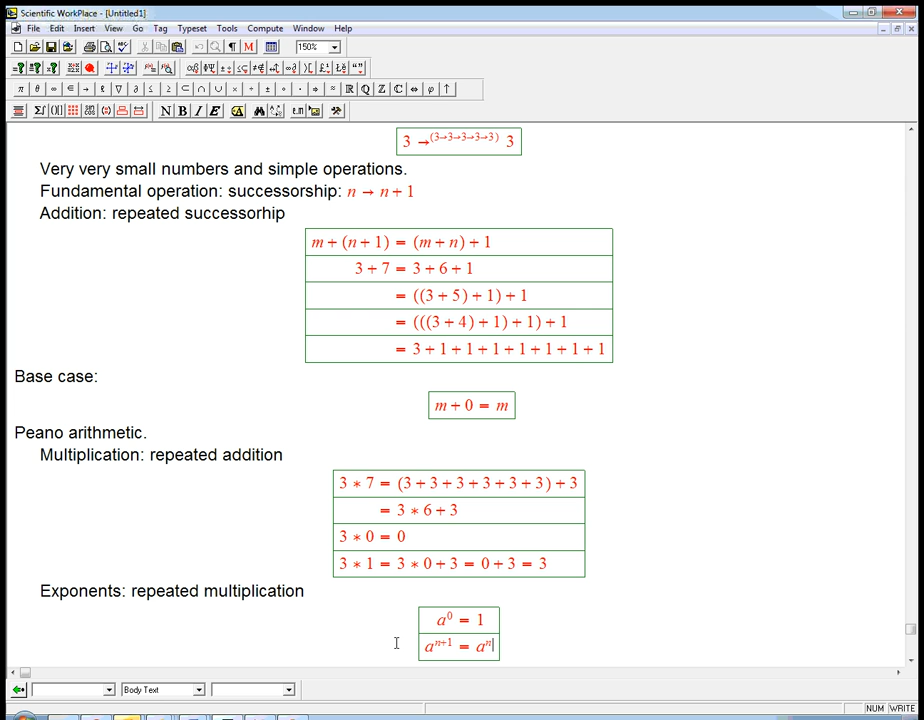 Scientific WorkPlace - [Untitled1]
File Edit Insert View Go Tag Typeset Tools Compute Window Help
150%
N B I E
3 →^(3→3→3→3→3) 3
Very very small numbers and simple operations.
Fundamental operation: successorship: n → n + 1
Addition: repeated successorhip
m + (n + 1) = (m + n) + 1
3 + 7 = 3 + 6 + 1
= ((3 + 5) + 1) + 1
= (((3 + 4) + 1) + 1) + 1
= 3 + 1 + 1 + 1 + 1 + 1 + 1 + 1
Base case:
m + 0 = m
Peano arithmetic.
Multiplication: repeated addition
3 * 7 = (3 + 3 + 3 + 3 + 3 + 3) + 3
= 3 * 6 + 3
3 * 0 = 0
3 * 1 = 3 * 0 + 3 = 0 + 3 = 3
Exponents: repeated multiplication
a^0 = 1
a^(n+1) = a^n
Body Text
NUM WRITE